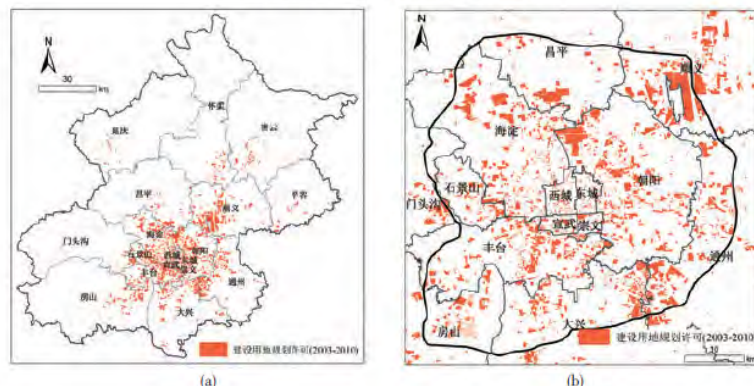 N
30
km
怀柔
延庆
密云
昌平
平谷
顺义
门头沟
海淀
朝阳
石景山
西城
东城
宣武
崇文
丰台
通州
房山
大兴
建设用地规划许可(2003-2010)
(a)
N
昌平
顺义
海淀
石景山
门头沟
朝阳
西城
东城
宣武
崇文
丰台
通州
房山
大兴
建设用地规划许可(2003-2010)
km
(b)